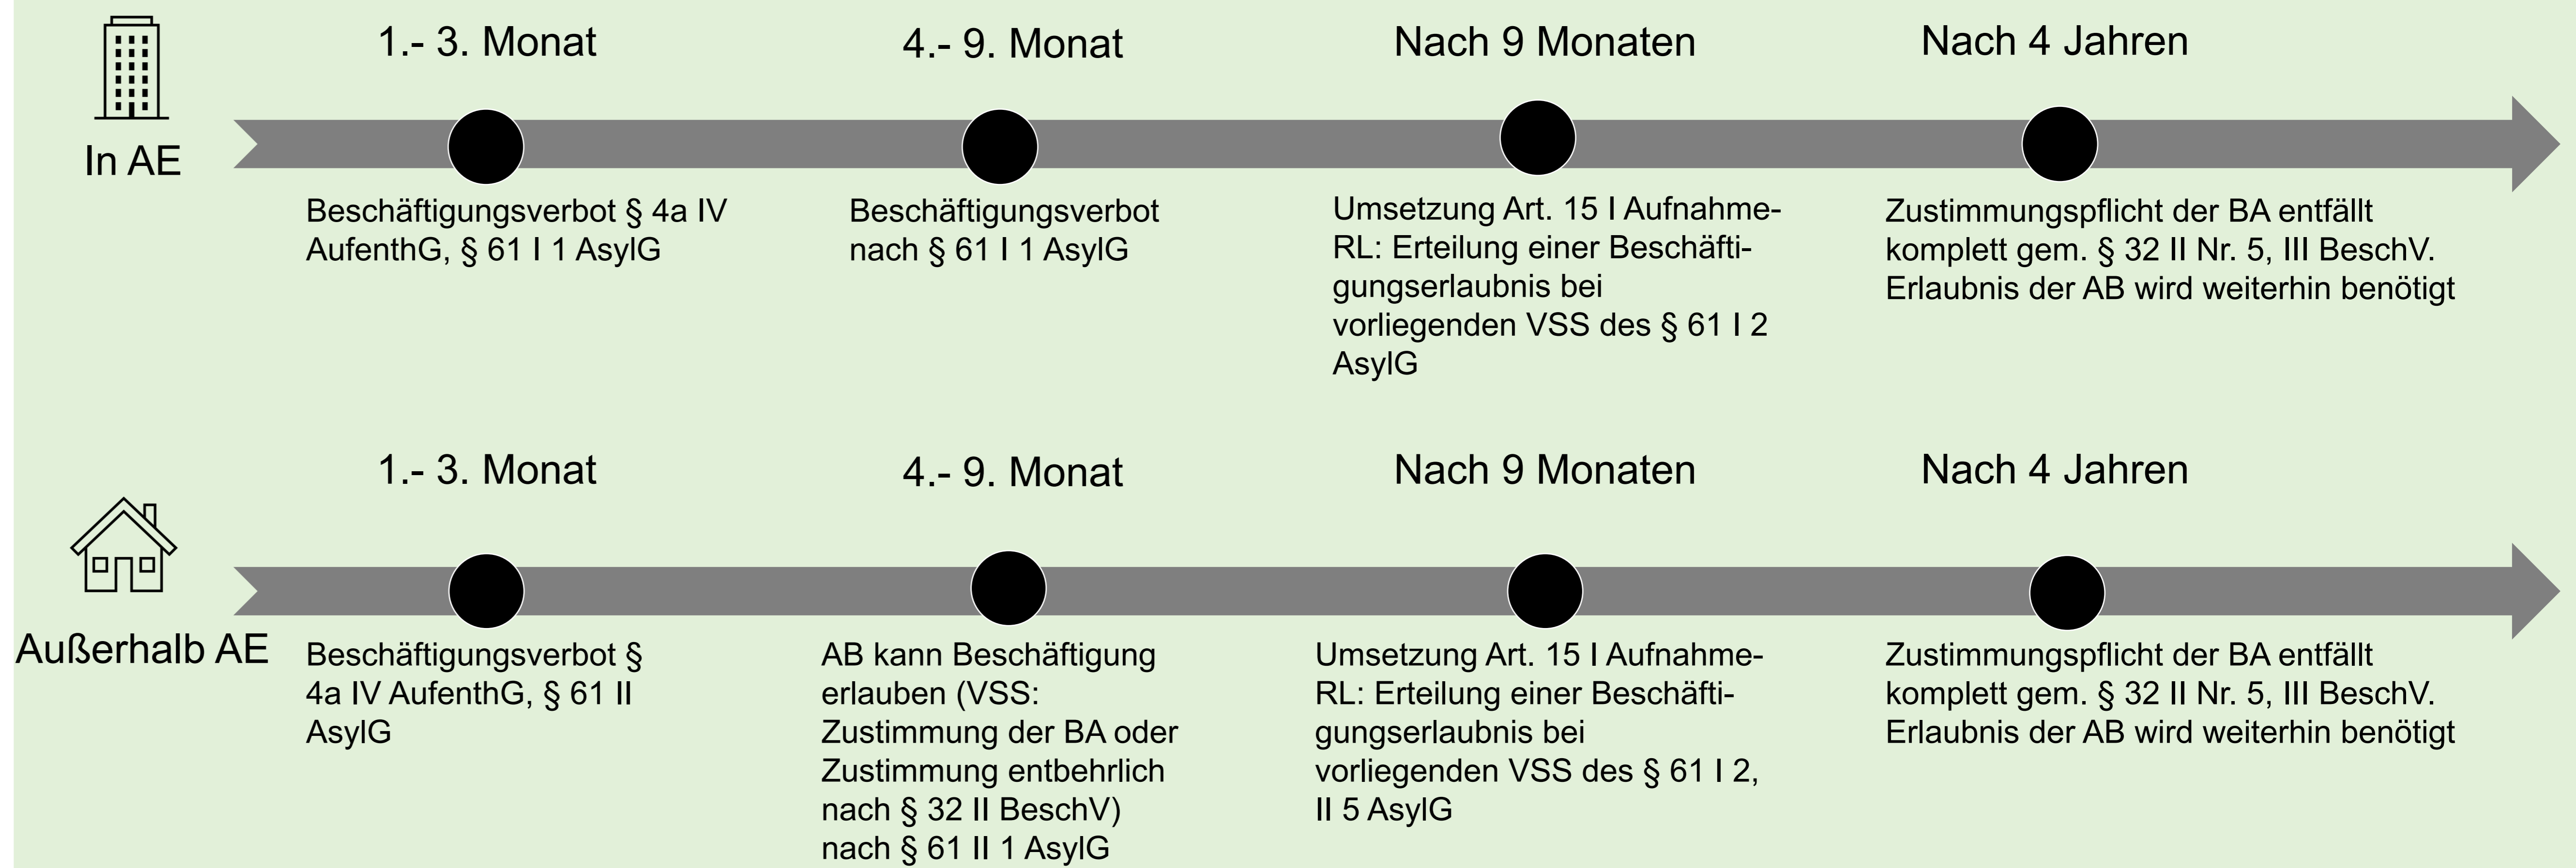 1.- 3. Monat
4.- 9. Monat
Nach 9 Monaten
Nach 4 Jahren
In AE
Beschäftigungsverbot § 4a IV
AufenthG, § 61 I 1 AsylG
Beschäftigungsverbot
nach § 61 I 1 AsylG
Umsetzung Art. 15 I Aufnahme-
RL: Erteilung einer Beschäfti-
gungserlaubnis bei
vorliegenden VSS des § 61 I 2
AsylG
Zustimmungspflicht der BA entfällt
komplett gem. § 32 II Nr. 5, III BeschV.
Erlaubnis der AB wird weiterhin benötigt
1.- 3. Monat
4.- 9. Monat
Nach 9 Monaten
Nach 4 Jahren
Außerhalb AE
Beschäftigungsverbot §
4a IV AufenthG, § 61 II
AsylG
AB kann Beschäftigung
erlauben (VSS:
Zustimmung der BA oder
Zustimmung entbehrlich
nach § 32 II BeschV)
nach § 61 II 1 AsylG
Umsetzung Art. 15 I Aufnahme-
RL: Erteilung einer Beschäfti-
gungserlaubnis bei
vorliegenden VSS des § 61 I 2,
II 5 AsylG
Zustimmungspflicht der BA entfällt
komplett gem. § 32 II Nr. 5, III BeschV.
Erlaubnis der AB wird weiterhin benötigt